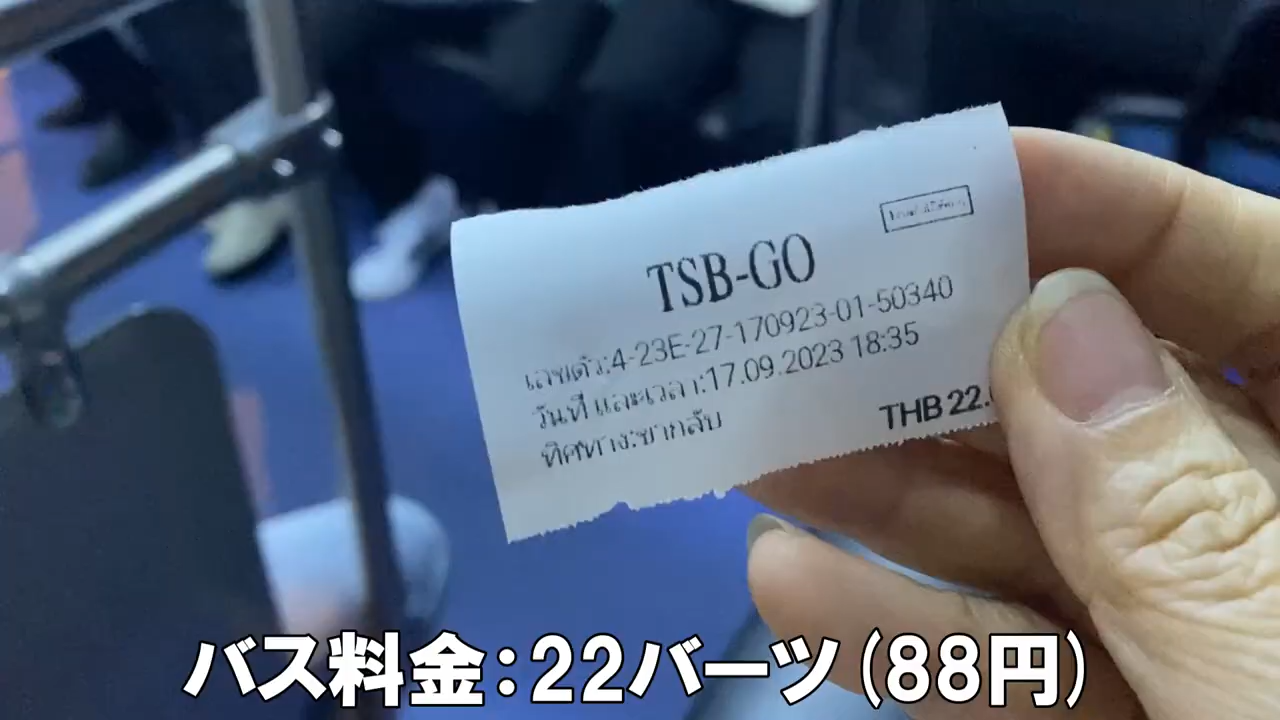 TSB-GO
เลขตั๋ว:4-23E-27-170923-01-50340
วันที่ และเวลา:17.09.2023 18:35
ทิศทาง:ขากลับ
THB 22.
バス料金:22バーツ(88円)